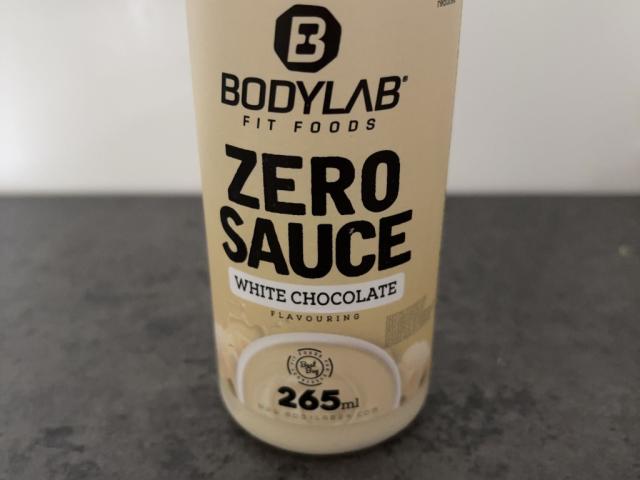 BODYLAB®
FIT FOODS
ZERO
SAUCE
WHITE CHOCOLATE
FLAVOURING
265ml